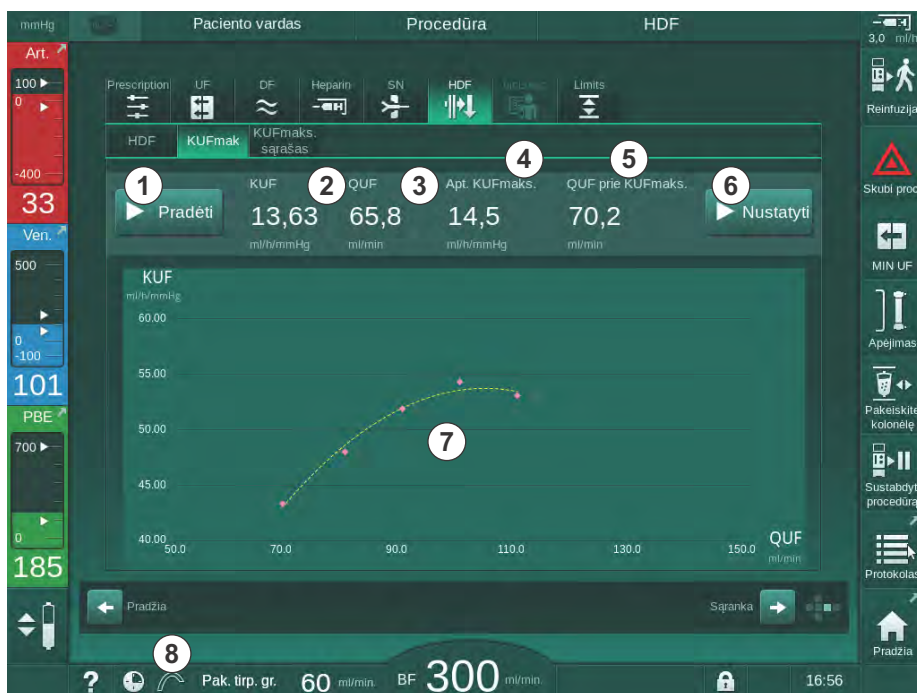 mmHg Paciento vardas Procedūra HDF
3,0 ml/h
Art.
100
0
-400
33
Ven.
500
0
-100
101
PBE
700
0
185
Prescription UF DF Heparin SN HDF Limits
HDF KUFmak KUFmaks. sąrašas
1 2 3 4 5 6
Pradėti
KUF
13,63
ml/h/mmHg
QUF
65,8
ml/min
Apt. KUFmaks.
14,5
ml/h/mmHg
QUF prie KUFmaks.
70,2
ml/min
Nustatyti
KUF
ml/h/mmHg
60.00
55.00
50.00
45.00
40.00
7
50.0 70.0 90.0 110.0 130.0 150.0
QUF
ml/min
Pradžia Sąranka
8
? Pak. tirp. gr. 60 ml/min. BF 300 ml/min. 16:56
Reinfuzija
Skubi proc
MIN UF
Apėjimas
Pakeiskite
kolonėlę
Sustabdyt
procedūrą
Protokolas
Pradžia